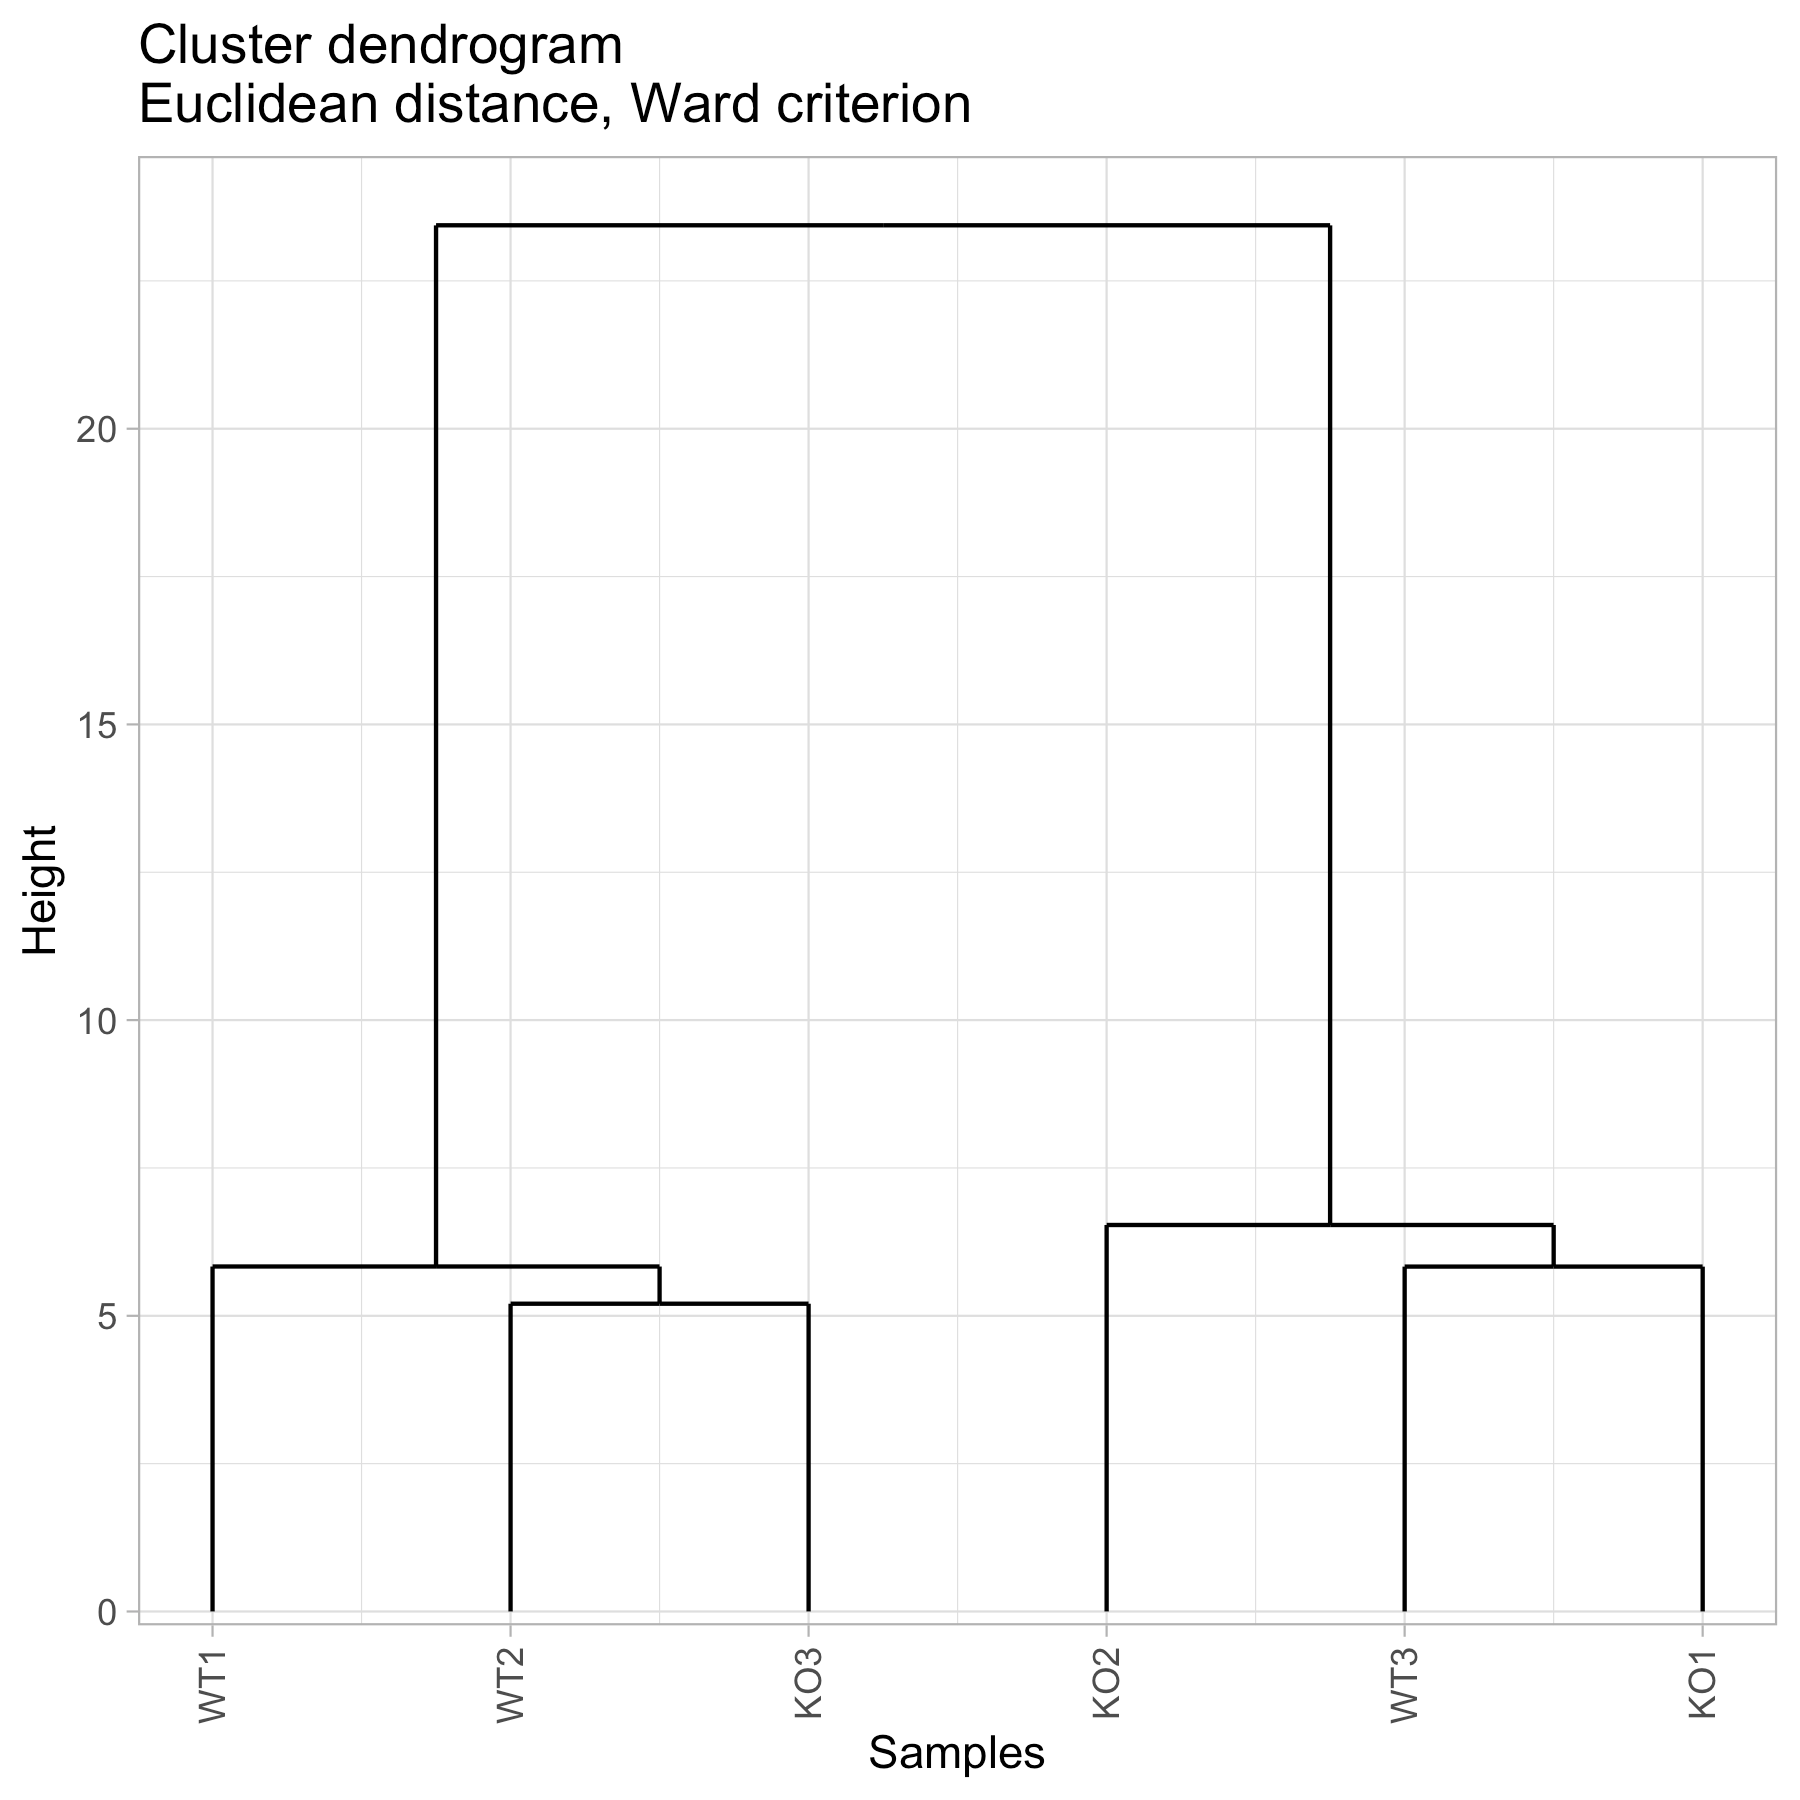 Cluster dendrogram
Euclidean distance, Ward criterion
Height
20
15
10
5
0
WT1
WT2
KO3
KO2
WT3
KO1
Samples